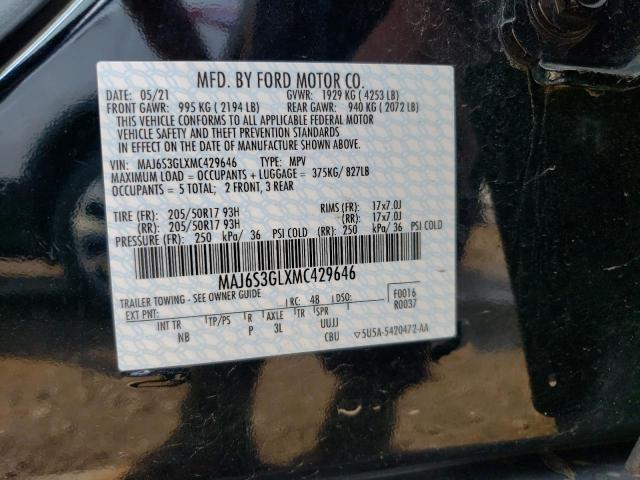 MFD. BY FORD MOTOR CO.
DATE: 05/21 GVWR: 1929 KG ( 4253 LB)
FRONT GAWR: 995 KG ( 2194 LB) REAR GAWR: 940 KG ( 2072 LB)
THIS VEHICLE CONFORMS TO ALL APPLICABLE FEDERAL MOTOR
VEHICLE SAFETY AND THEFT PREVENTION STANDARDS
IN EFFECT ON THE DATE OF MANUFACTURE SHOWN ABOVE.
VIN: MAJ6S3GLXMC429646 TYPE: MPV
MAXIMUM LOAD = OCCUPANTS + LUGGAGE = 375KG/ 827LB
OCCUPANTS = 5 TOTAL; 2 FRONT, 3 REAR
TIRE (FR): 205/50R17 93H RIMS (FR): 17x7.0J
(RR): 205/50R17 93H (RR): 17x7.0J
PRESSURE (FR): 250 kPa/ 36 PSI COLD (RR): 250 kPa/ 36 PSI COLD
MAJ6S3GLXMC429646
TRAILER TOWING - SEE OWNER GUIDE
EXT PNT: RC: 48 DSO: F0016
R0037
INT TR TP/PS R AXLE TR SPR
NB P 3L UUJJ
CBU 5U5A-5420472-AA